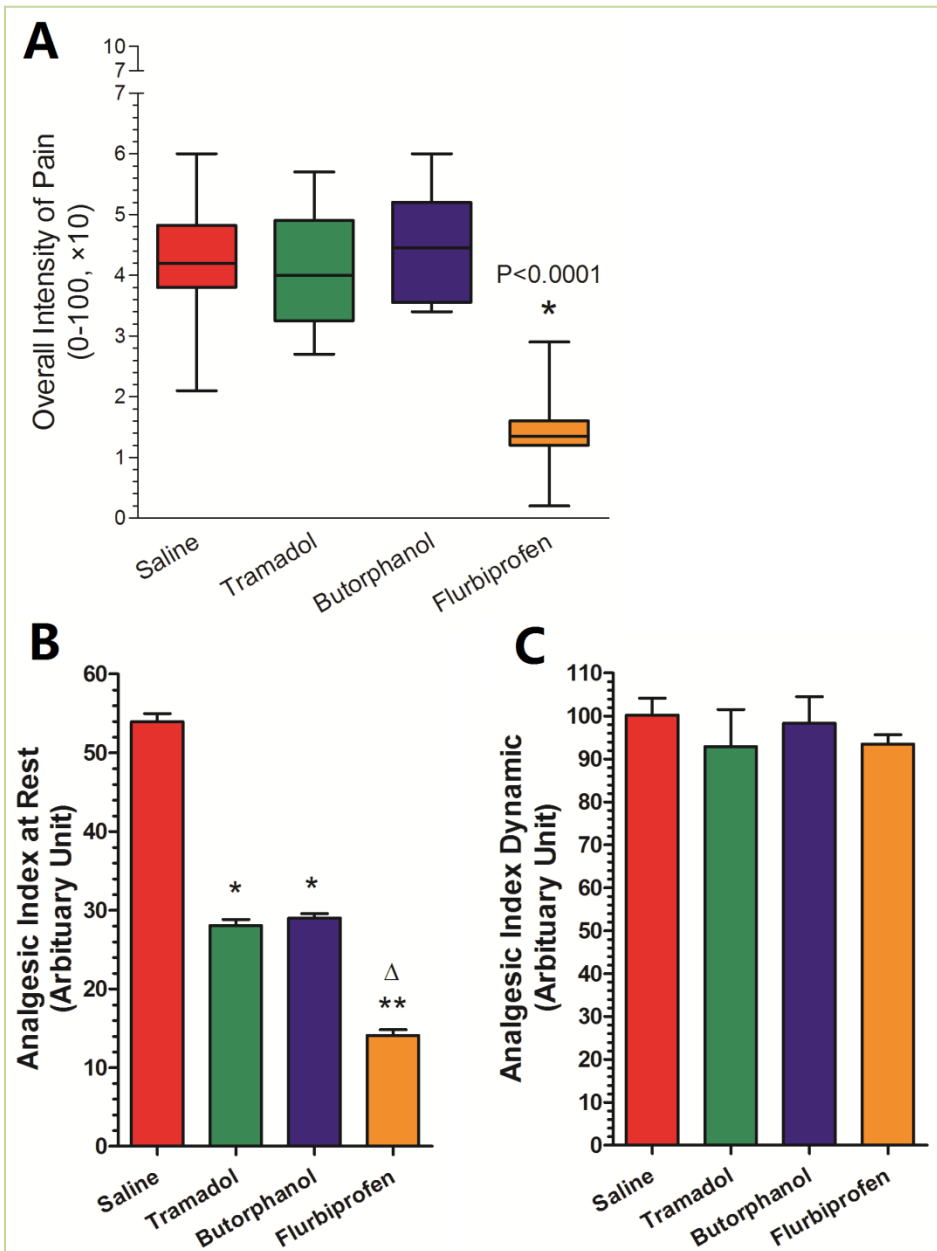 A
10
7
7
6
5
4
3
2
1
0
Overall Intensity of Pain
(0-100, ×10)
P<0.0001
*
Saline
Tramadol
Butorphanol
Flurbiprofen
B
60
50
40
30
20
10
0
Analgesic Index at Rest
(Arbituary Unit)
*
*
Δ
**
Saline
Tramadol
Butorphanol
Flurbiprofen
C
110
100
90
80
70
60
50
40
30
20
10
0
Analgesic Index Dynamic
(Arbituary Unit)
Saline
Tramadol
Butorphanol
Flurbiprofen